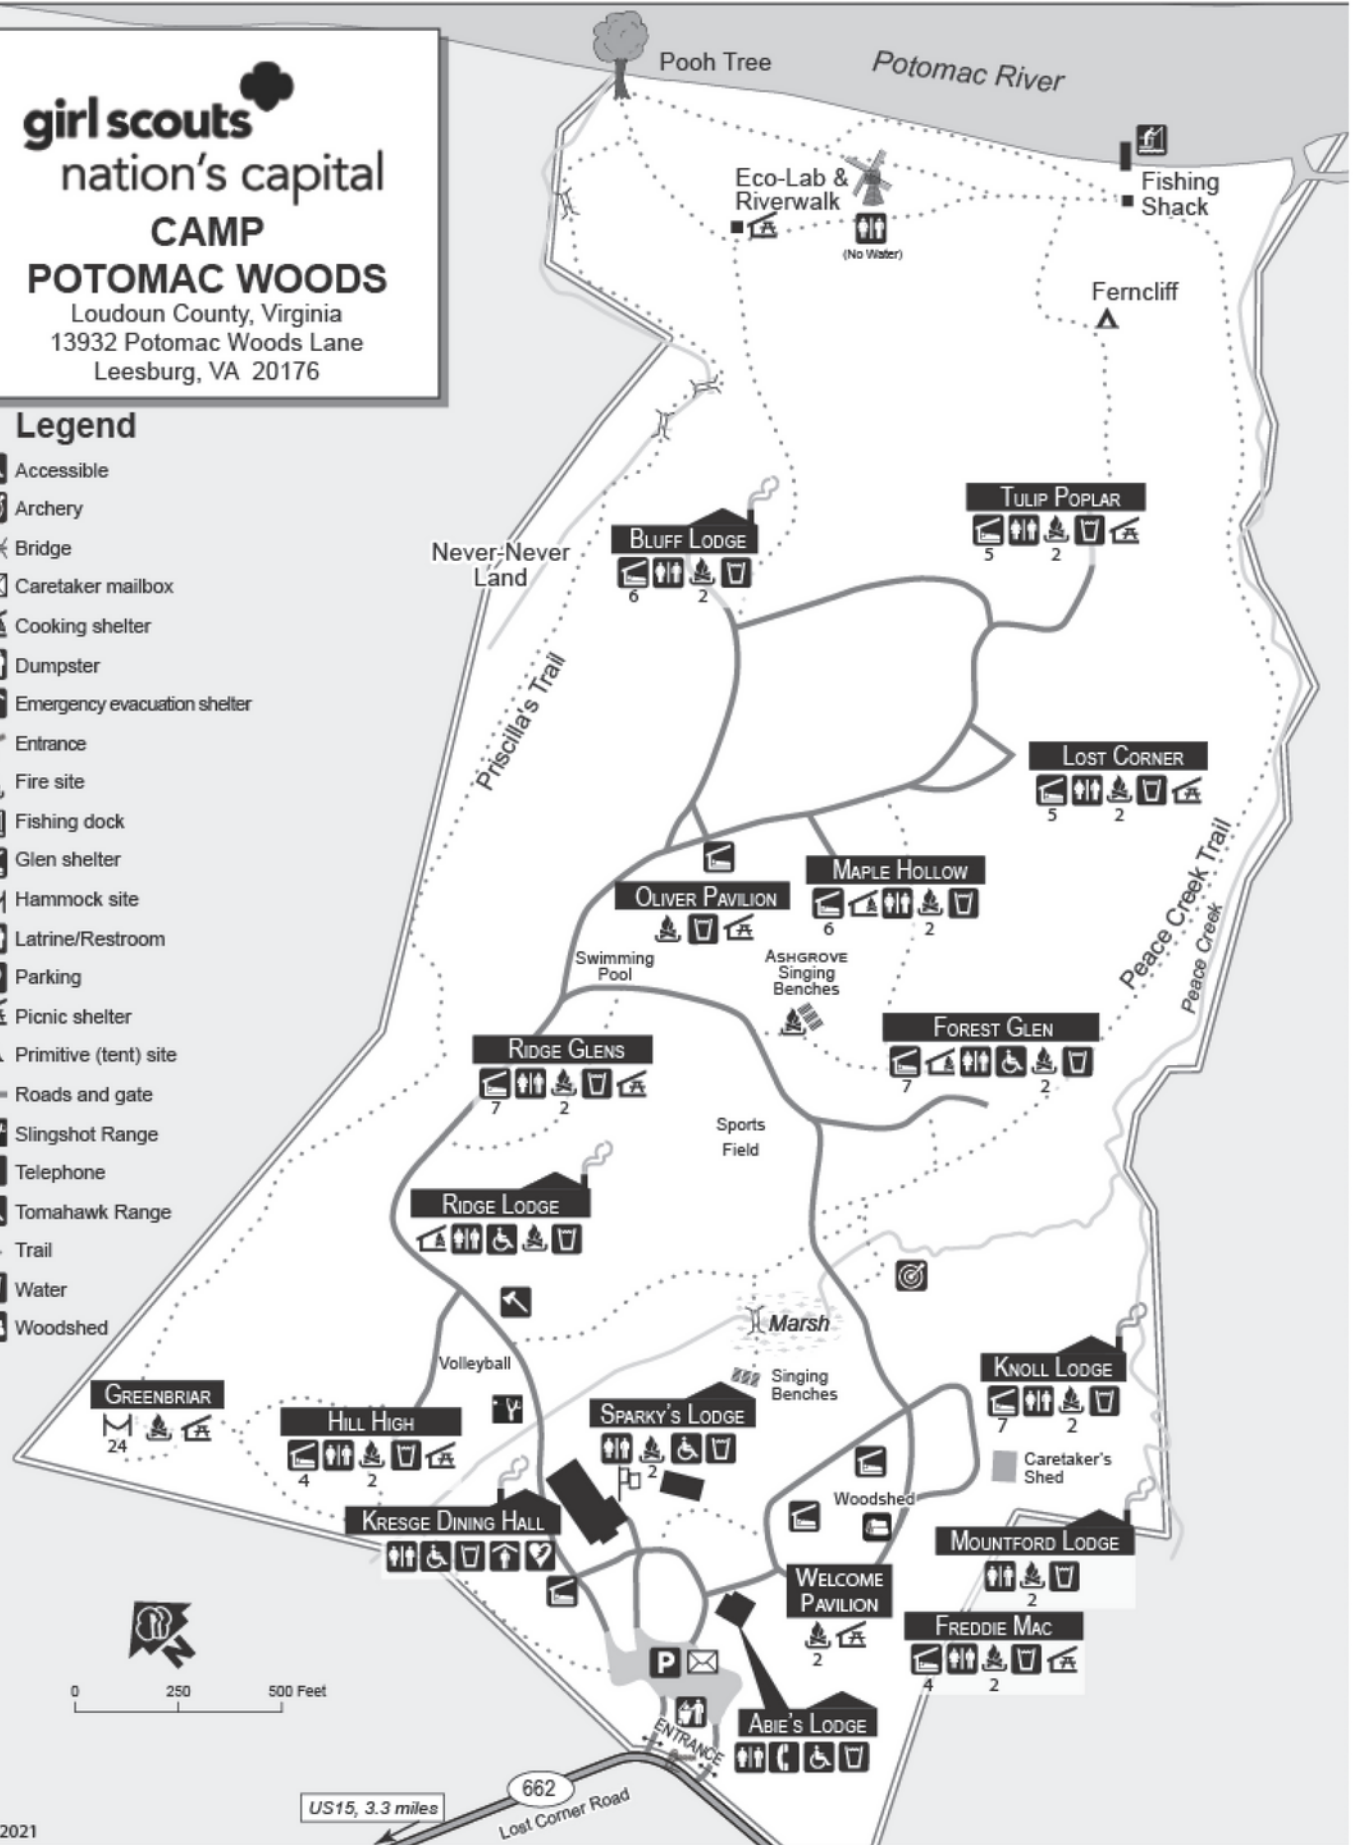 girl scouts
nation's capital
CAMP
POTOMAC WOODS
Loudoun County, Virginia
13932 Potomac Woods Lane
Leesburg, VA 20176
Legend
Accessible
Archery
Bridge
Caretaker mailbox
Cooking shelter
Dumpster
Emergency evacuation shelter
Entrance
Fire site
Fishing dock
Glen shelter
Hammock site
Latrine/Restroom
Parking
Picnic shelter
Primitive (tent) site
Roads and gate
Slingshot Range
Telephone
Tomahawk Range
Trail
Water
Woodshed
Pooh Tree
Potomac River
Eco-Lab &
Riverwalk
(No Water)
Fishing
Shack
Ferncliff
TULIP POPLAR
5 2
BLUFF LODGE
6 2
Never-Never
Land
Priscilla's Trail
LOST CORNER
5 2
MAPLE HOLLOW
6 2
OLIVER PAVILION
Peace Creek Trail
Peace Creek
Swimming
Pool
ASHGROVE
Singing
Benches
FOREST GLEN
7 2
RIDGE GLENS
7 2
Sports
Field
RIDGE LODGE
Marsh
Volleyball
Singing
Benches
KNOLL LODGE
7 2
GREENBRIAR
24
HILL HIGH
4 2
SPARKY'S LODGE
2
Caretaker's
Shed
Woodshed
KRESGE DINING HALL
MOUNTFORD LODGE
2
WELCOME
PAVILION
2
FREDDIE MAC
4 2
P
ABIE'S LODGE
ENTRANCE
N
0 250 500 Feet
662
US15, 3.3 miles
Lost Corner Road
2021